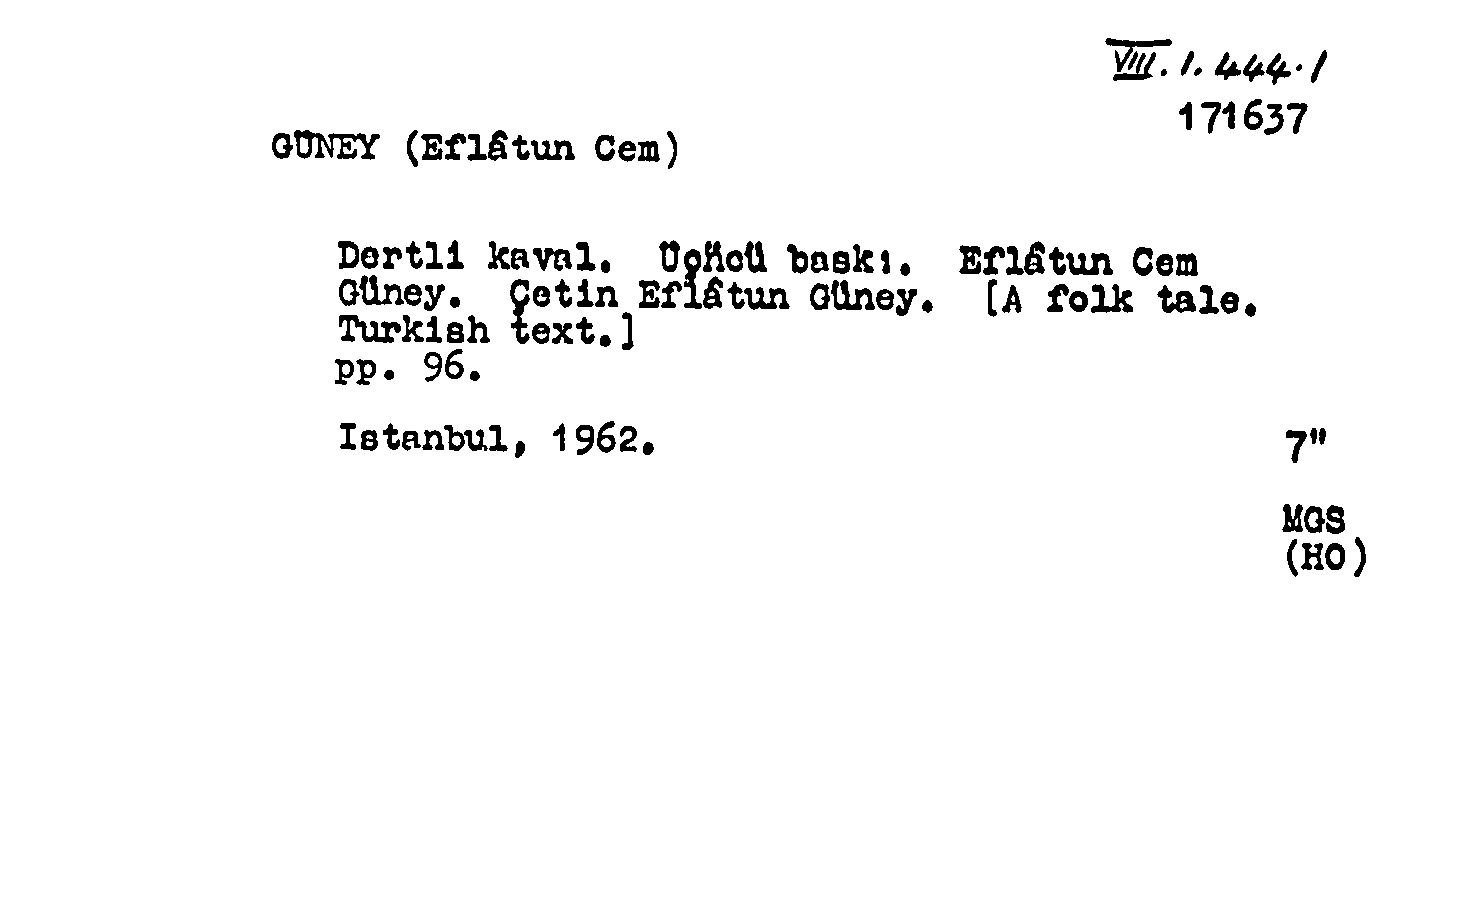 VIII. 1. 444. 1
171637
GÜNEY (Eflâtun Cem)
Dertli kaval. Üçüncü baskı. Eflâtun Cem
Güney. Çetin Eflâtun Güney. [A folk tale.
Turkish text.]
pp. 96.
Istanbul, 1962.
7"
MGS
(HO)